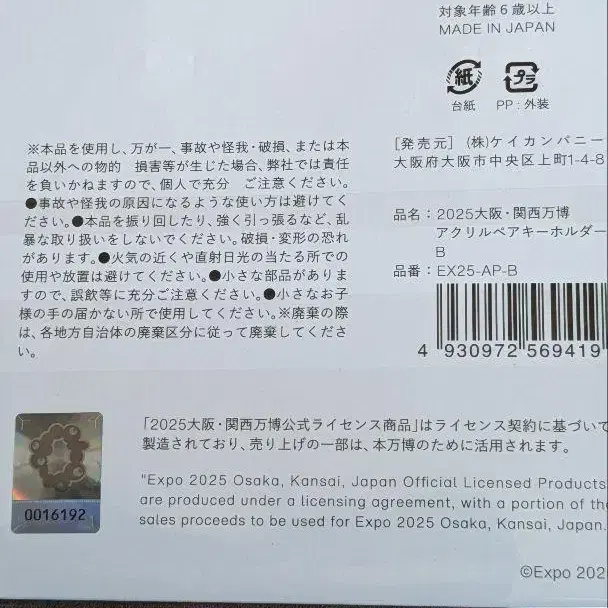 対象年齢6歳以上
MADE IN JAPAN
紙
プラ
台紙
PP:外装
※本品を使用し、万が一、事故や怪我・破損、または本
品以外への物的 損害等が生じた場合、弊社では責任
を負いかねますので、個人で充分 ご注意ください。
●事故や怪我の原因になるような使い方は避けてく
ださい。●本品を振り回したり、強く引っ張るなど、乱
暴な取り扱いをしないでください。破損・変形の恐れ
があります。●火気の近くや直射日光の当たる所での
使用や放置は避けてください。●小さな部品がありま
すので、誤飲等に充分ご注意ください。●小さなお子
様の手の届かない所で使用してください。※廃棄の際
は、各地方自治体の廃棄区分に従って廃棄してくださ
い。
[発売元] (株)ケイカンパニー
大阪府大阪市中央区上町1-4-8
品名:2025大阪・関西万博
アクリルペアキーホルダー
B
品番:EX25-AP-B
4 930972 569419
0016192
「2025大阪・関西万博公式ライセンス商品」はライセンス契約に基づいて
製造されており、売り上げの一部は、本万博のために活用されます。
"Expo 2025 Osaka, Kansai, Japan Official Licensed Products
are produced under a licensing agreement, with a portion of the
sales proceeds to be used for Expo 2025 Osaka, Kansai, Japan.
©Expo 202